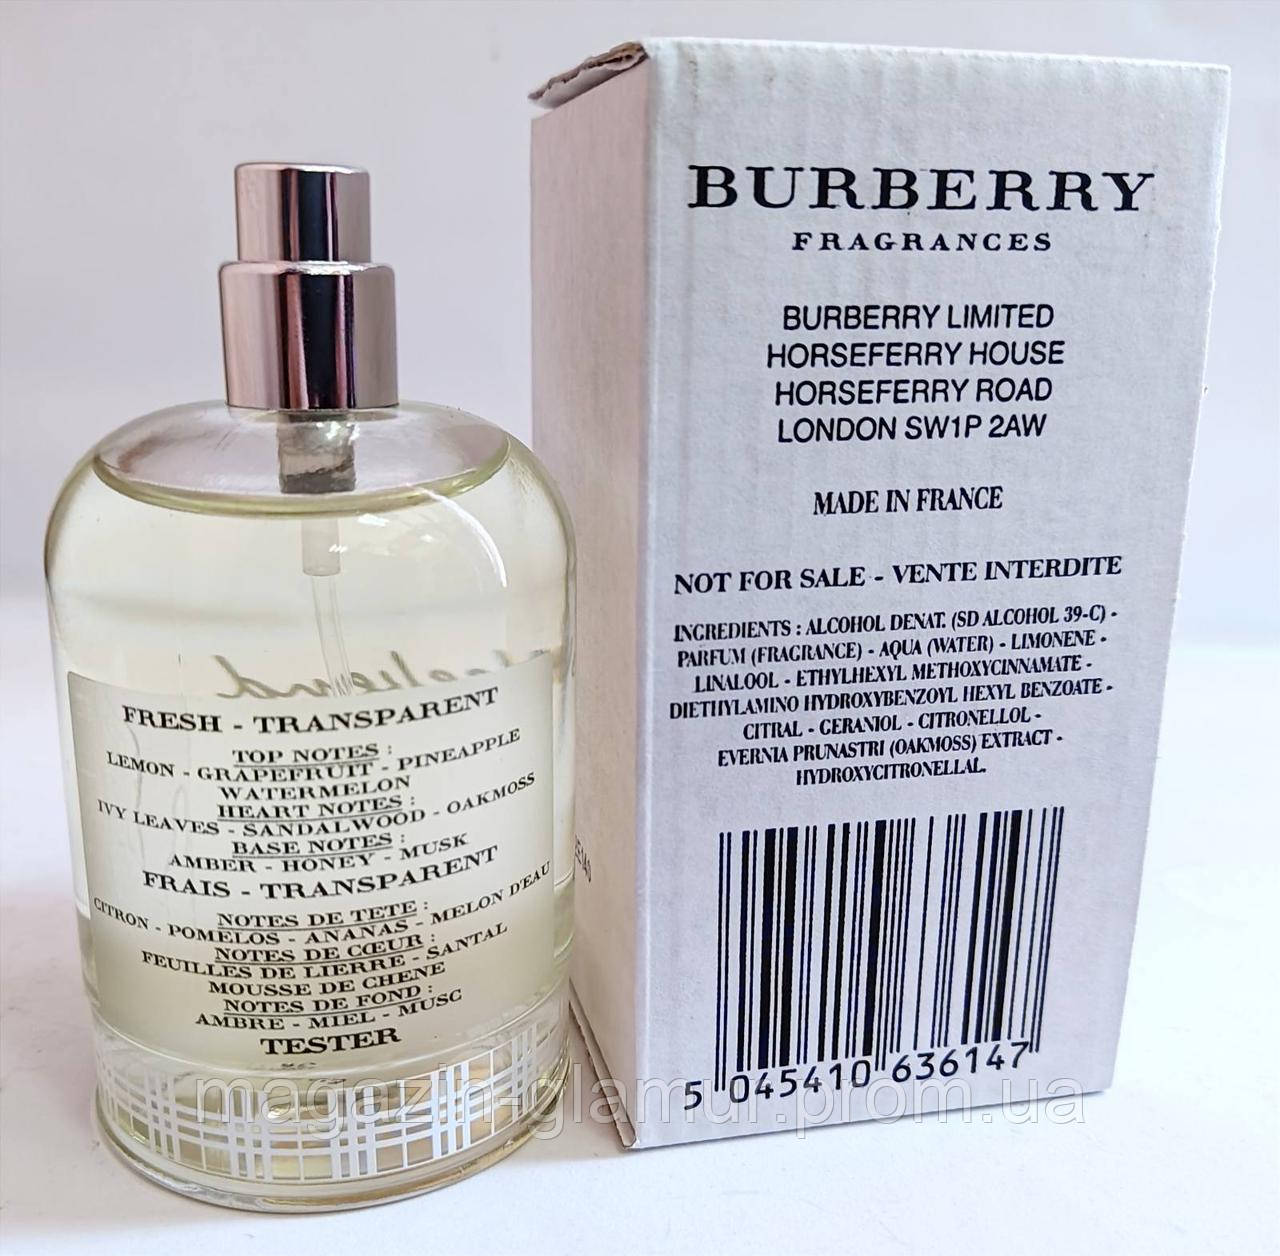 FRESH - TRANSPARENT
TOP NOTES :
LEMON - GRAPEFRUIT - PINEAPPLE
WATERMELON
HEART NOTES :
IVY LEAVES - SANDALWOOD - OAKMOSS
BASE NOTES :
AMBER - HONEY - MUSK
FRAIS - TRANSPARENT
NOTES DE TETE :
CITRON - POMELOS - ANANAS - MELON D'EAU
NOTES DE CŒUR :
FEUILLES DE LIERRE - SANTAL
MOUSSE DE CHENE
NOTES DE FOND :
AMBRE - MIEL - MUSC
TESTER
BURBERRY
FRAGRANCES
BURBERRY LIMITED
HORSEFERRY HOUSE
HORSEFERRY ROAD
LONDON SW1P 2AW
MADE IN FRANCE
NOT FOR SALE - VENTE INTERDITE
INGREDIENTS : ALCOHOL DENAT. (SD ALCOHOL 39-C) -
PARFUM (FRAGRANCE) - AQUA (WATER) - LIMONENE -
LINALOOL - ETHYLHEXYL METHOXYCINNAMATE -
DIETHYLAMINO HYDROXYBENZOYL HEXYL BENZOATE -
CITRAL - GERANIOL - CITRONELLOL -
EVERNIA PRUNASTRI (OAKMOSS) EXTRACT -
HYDROXYCITRONELLAL.
5 045410 636147
magazin-glamur.prom.ua